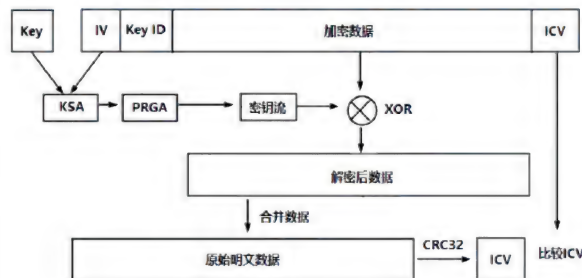 Key IV Key ID 加密数据 ICV
KSA PRGA 密钥流 XOR
解密后数据
合并数据
原始明文数据 CRC32 ICV 比较ICV